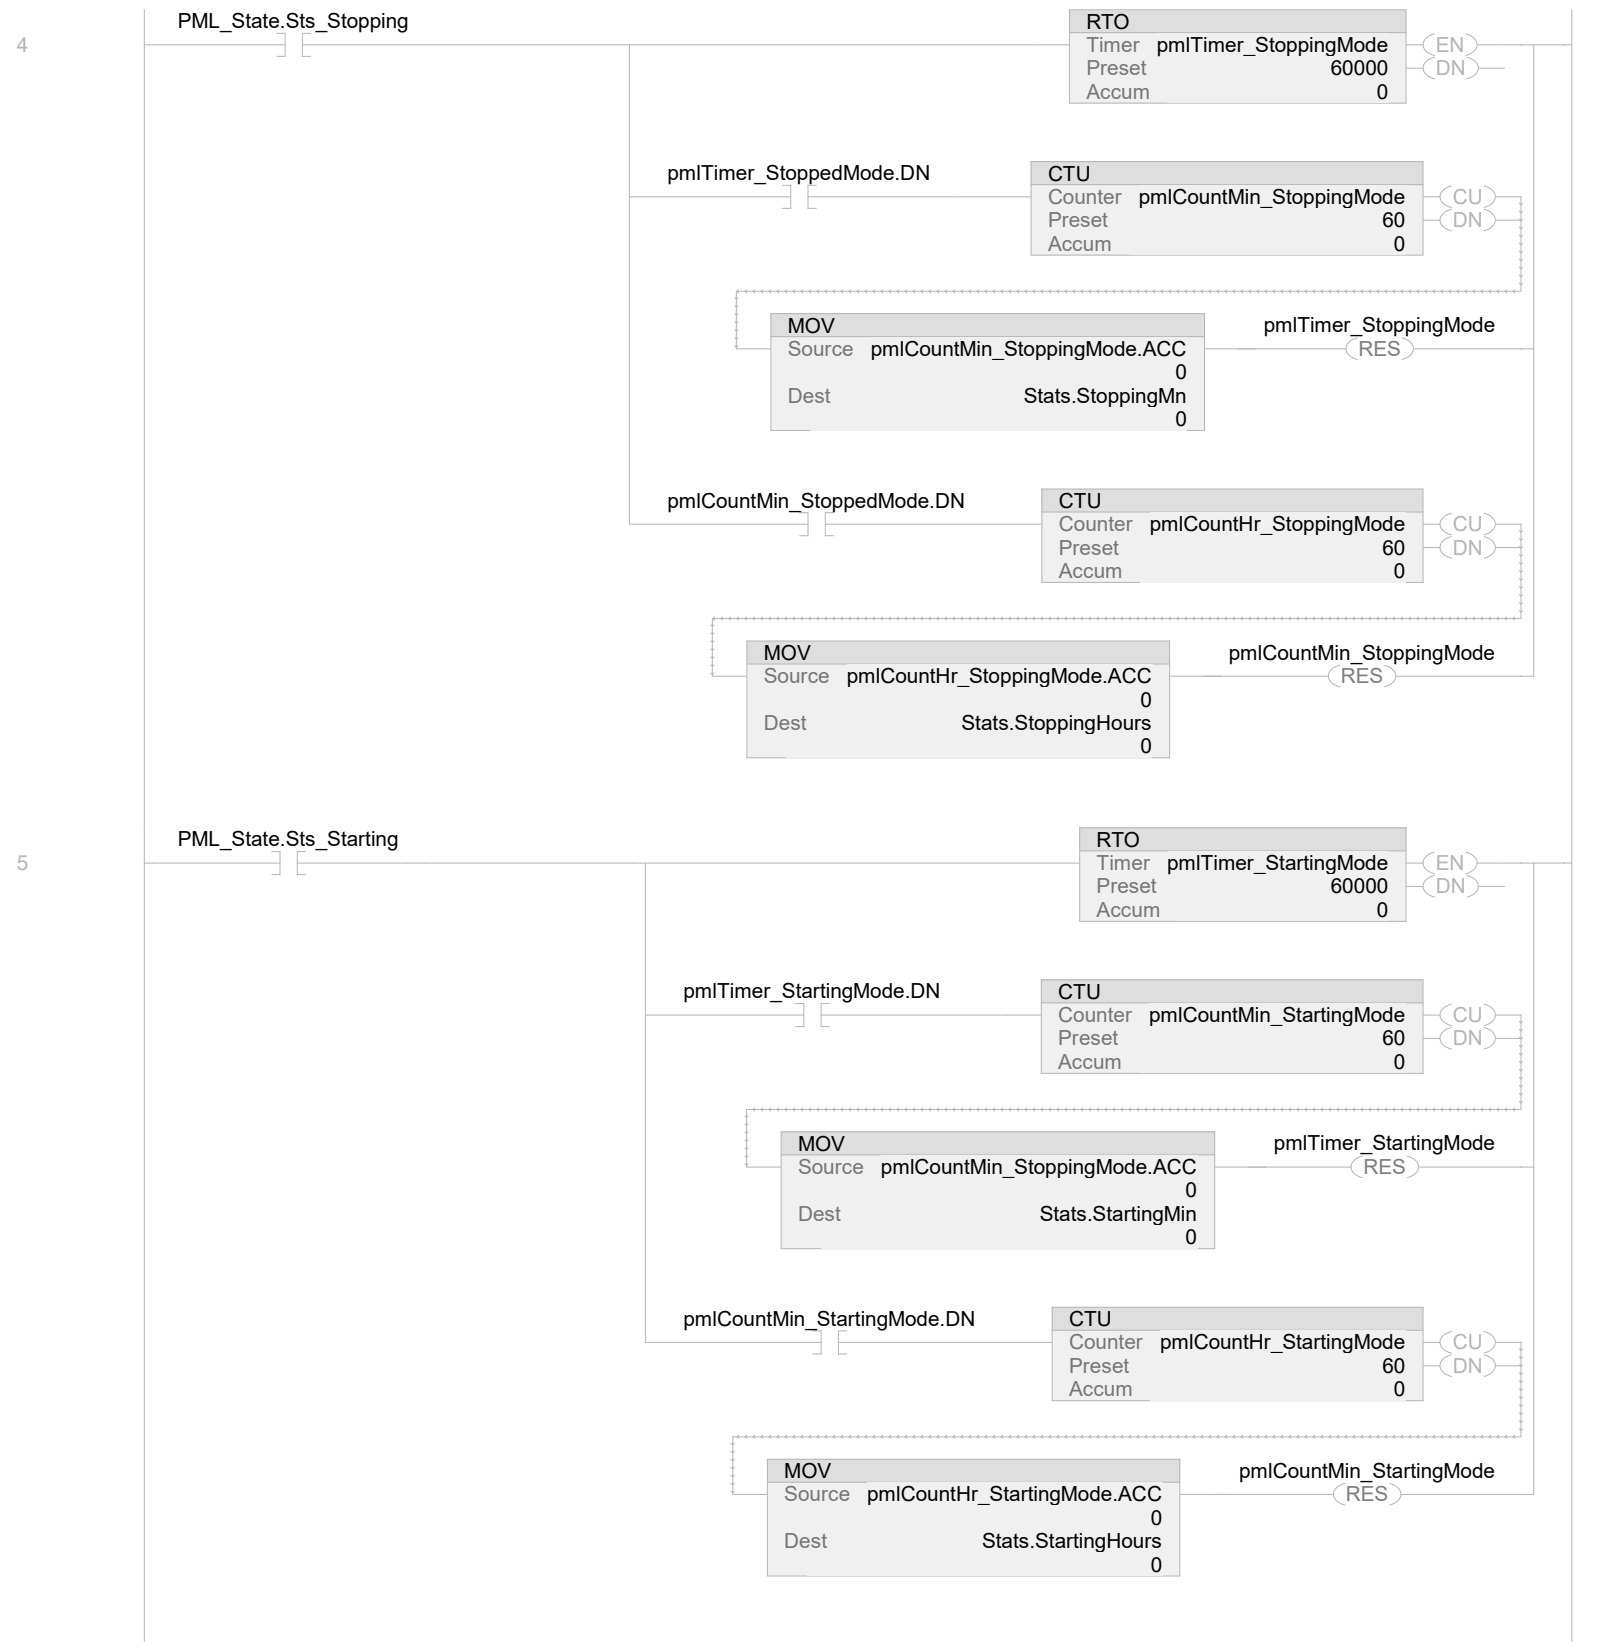 PML_State.Sts_Stopping
RTO
4
Timer pmlTimer_StoppingMode
EN
Preset 60000
DN
Accum 0
pmlTimer_StoppedMode.DN
CTU
Counter pmlCountMin_StoppingMode
CU
Preset 60
DN
Accum 0
MOV
pmlTimer_StoppingMode
Source pmlCountMin_StoppingMode.ACC
RES
0
Dest Stats.StoppingMn
0
pmlCountMin_StoppedMode.DN
CTU
Counter pmlCountHr_StoppingMode
CU
Preset 60
DN
Accum 0
MOV
pmlCountMin_StoppingMode
Source pmlCountHr_StoppingMode.ACC
RES
0
Dest Stats.StoppingHours
0
PML_State.Sts_Starting
RTO
5
Timer pmlTimer_StartingMode
EN
Preset 60000
DN
Accum 0
pmlTimer_StartingMode.DN
CTU
Counter pmlCountMin_StartingMode
CU
Preset 60
DN
Accum 0
MOV
pmlTimer_StartingMode
Source pmlCountMin_StoppingMode.ACC
RES
0
Dest Stats.StartingMin
0
pmlCountMin_StartingMode.DN
CTU
Counter pmlCountHr_StartingMode
CU
Preset 60
DN
Accum 0
MOV
pmlCountMin_StartingMode
Source pmlCountHr_StartingMode.ACC
RES
0
Dest Stats.StartingHours
0